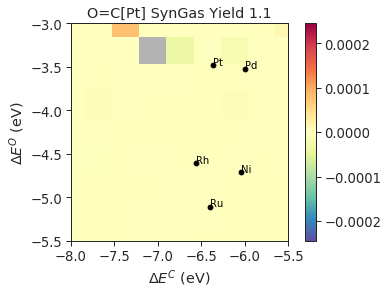 O=C[Pt] SynGas Yield 1.1
−3.0
−3.5
−4.0
−4.5
−5.0
−5.5
ΔE^O (eV)
Pt
Pd
Rh
Ni
Ru
−8.0 −7.5 −7.0 −6.5 −6.0 −5.5
ΔE^C (eV)
0.0002
0.0001
0.0000
−0.0001
−0.0002